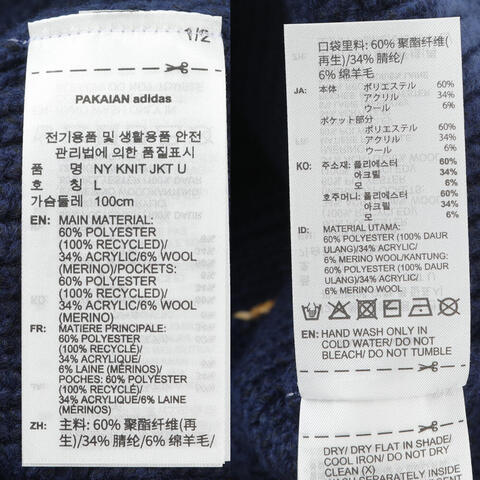 1/2
PAKAIAN adidas
전기용품 및 생활용품 안전
관리법에 의한 품질표시
품 명 NY KNIT JKT U
호 칭 L
가슴둘레 100cm
EN: MAIN MATERIAL:
60% POLYESTER
(100% RECYCLED)/
34% ACRYLIC/6% WOOL
(MERINO)/POCKETS:
60% POLYESTER
(100% RECYCLED)/
34% ACRYLIC/6% WOOL
(MERINO)
FR: MATIERE PRINCIPALE:
60% POLYESTER
(100% RECYCLÉ)/
34% ACRYLIQUE/
6% LAINE (MÉRINOS)/
POCHES: 60% POLYESTER
(100% RECYCLÉ)/
34% ACRYLIQUE/
6% LAINE (MÉRINOS)
ZH: 主料: 60% 聚酯纤维(再
生)/34% 腈纶/6% 绵羊毛/
口袋里料: 60% 聚酯纤维(
再生)/34% 腈纶/
6% 绵羊毛
JA: 本体 ポリエステル 60%
アクリル 34%
ウール 6%
ポケット部分
ポリエステル 60%
アクリル 34%
ウール 6%
KO: 주소재: 폴리에스터 60%
아크릴 34%
모 6%
호주머니: 폴리에스터 60%
아크릴 34%
모 6%
ID: MATERIAL UTAMA:
60% POLYESTER (100% DAUR
ULANG)/34% ACRYLIC/
6% MERINO WOOL/KANTUNG:
60% POLYESTER (100% DAUR
ULANG)/34% ACRYLIC/
6% MERINO WOOL
EN: HAND WASH ONLY IN
COLD WATER/ DO NOT
BLEACH/ DO NOT TUMBLE
DRY/ DRY FLAT IN SHADE/
COOL IRON/ DO NOT DRY
CLEAN (X)
WASH SEPARATELY INSIDE